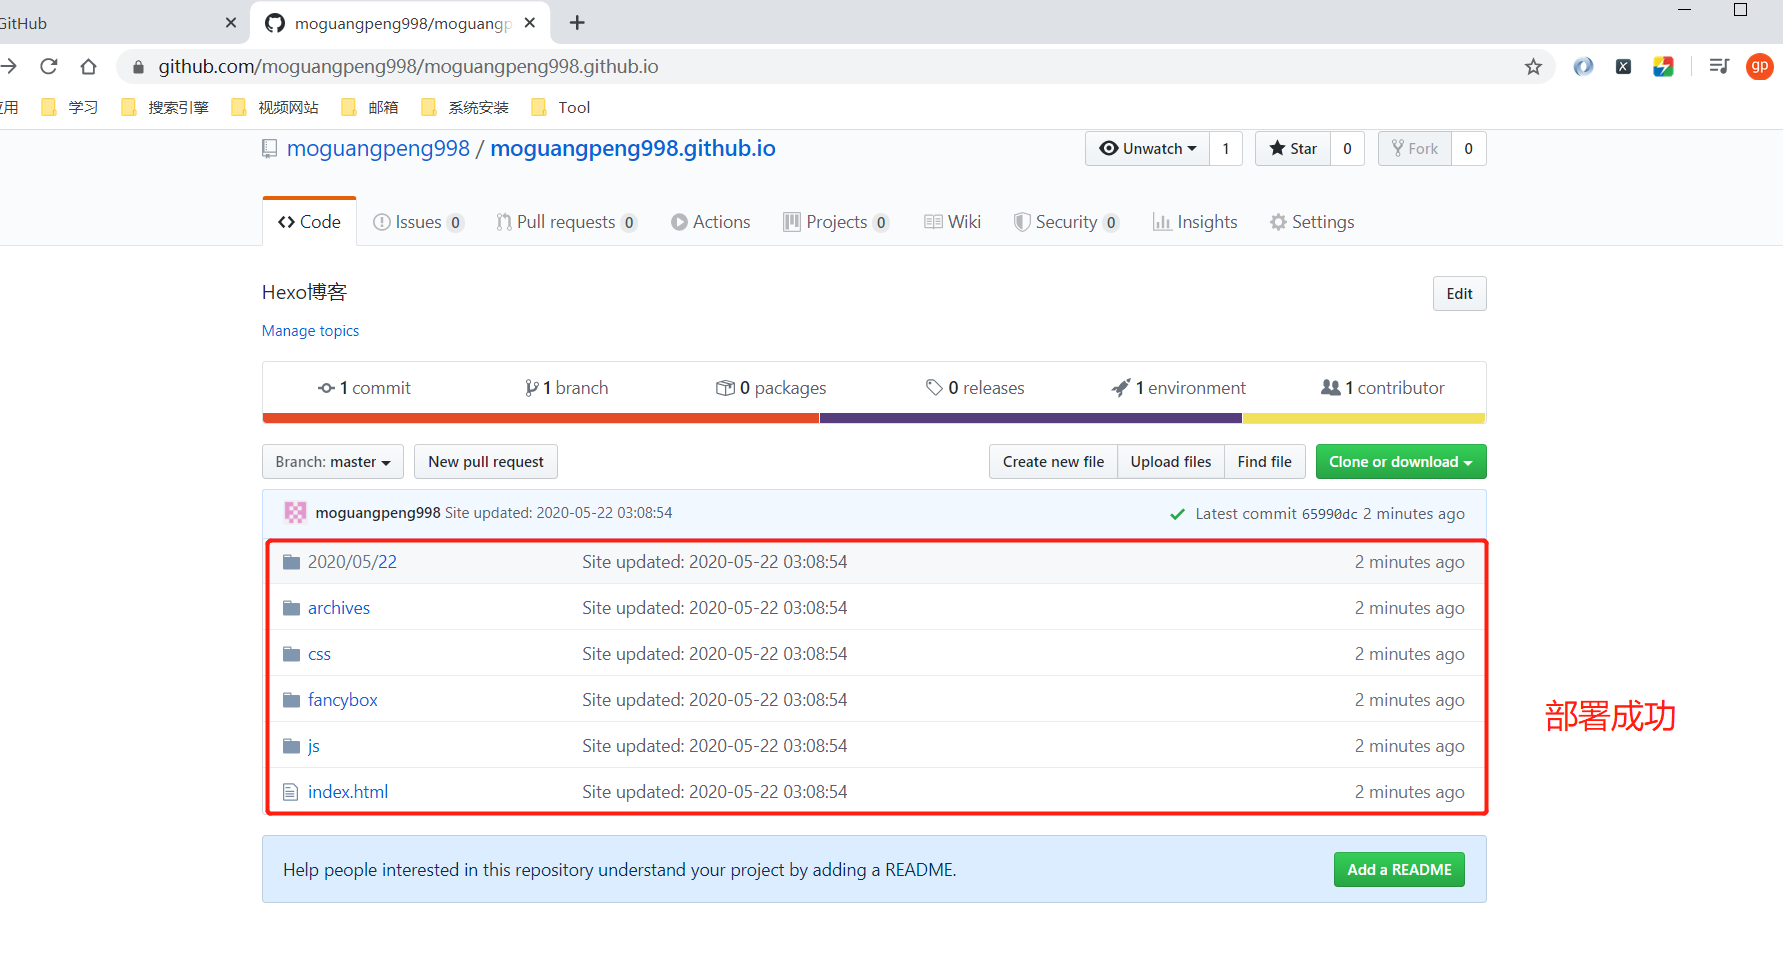 GitHub
moguangpeng998/moguangp
github.com/moguangpeng998/moguangpeng998.github.io
gp
用 学习 搜索引擎 视频网站 邮箱 系统安装 Tool
moguangpeng998 / moguangpeng998.github.io
Unwatch 1 Star 0 Fork 0
Code Issues 0 Pull requests 0 Actions Projects 0 Wiki Security 0 Insights Settings
Hexo博客
Edit
Manage topics
1 commit 1 branch 0 packages 0 releases 1 environment 1 contributor
Branch: master New pull request Create new file Upload files Find file Clone or download
moguangpeng998 Site updated: 2020-05-22 03:08:54 Latest commit 65990dc 2 minutes ago
2020/05/22 Site updated: 2020-05-22 03:08:54 2 minutes ago
archives Site updated: 2020-05-22 03:08:54 2 minutes ago
css Site updated: 2020-05-22 03:08:54 2 minutes ago
fancybox Site updated: 2020-05-22 03:08:54 2 minutes ago
部署成功
js Site updated: 2020-05-22 03:08:54 2 minutes ago
index.html Site updated: 2020-05-22 03:08:54 2 minutes ago
Help people interested in this repository understand your project by adding a README.
Add a README